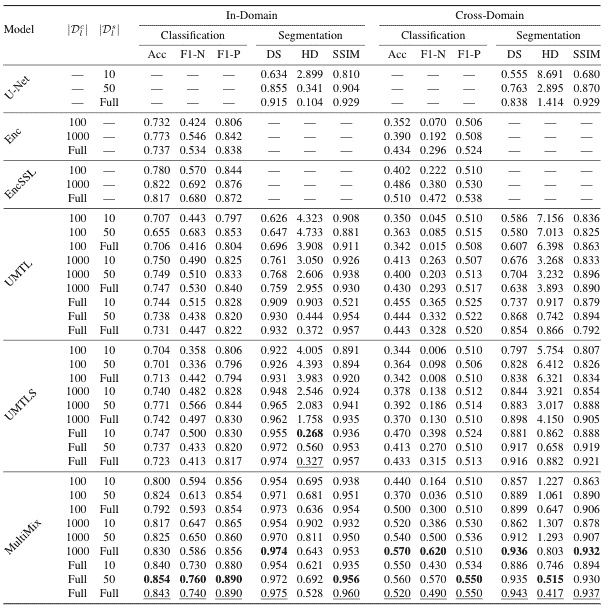 In-Domain Cross-Domain
Model |𝒟ₗᶜ| |𝒟ₗˢ| Classification Segmentation Classification Segmentation
Acc F1-N F1-P DS HD SSIM Acc F1-N F1-P DS HD SSIM
U-Net
— 10 — — — 0.634 2.899 0.810 — — — 0.555 8.691 0.680
— 50 — — — 0.855 0.341 0.904 — — — 0.763 2.895 0.870
— Full — — — 0.915 0.104 0.929 — — — 0.838 1.414 0.929
Enc
100 — 0.732 0.424 0.806 — — — 0.352 0.070 0.506 — — —
1000 — 0.773 0.546 0.842 — — — 0.390 0.192 0.508 — — —
Full — 0.737 0.534 0.838 — — — 0.434 0.296 0.524 — — —
EncSSL
100 — 0.780 0.570 0.844 — — — 0.402 0.222 0.510 — — —
1000 — 0.822 0.692 0.876 — — — 0.486 0.380 0.530 — — —
Full — 0.817 0.680 0.872 — — — 0.510 0.472 0.538 — — —
UMTL
100 10 0.707 0.443 0.797 0.626 4.323 0.908 0.350 0.045 0.510 0.586 7.156 0.836
100 50 0.655 0.683 0.853 0.647 4.733 0.881 0.363 0.085 0.515 0.580 7.013 0.825
100 Full 0.706 0.416 0.804 0.696 3.908 0.911 0.342 0.015 0.508 0.607 6.398 0.863
1000 10 0.750 0.490 0.825 0.761 3.050 0.926 0.413 0.263 0.507 0.676 3.268 0.833
1000 50 0.749 0.510 0.833 0.768 2.606 0.938 0.400 0.203 0.513 0.704 3.232 0.896
1000 Full 0.747 0.530 0.840 0.759 2.955 0.930 0.430 0.293 0.517 0.638 3.893 0.890
Full 10 0.744 0.515 0.828 0.909 0.903 0.521 0.455 0.365 0.525 0.737 0.917 0.879
Full 50 0.738 0.438 0.820 0.930 0.444 0.954 0.444 0.332 0.522 0.868 0.742 0.894
Full Full 0.731 0.447 0.822 0.932 0.372 0.957 0.443 0.328 0.520 0.854 0.866 0.792
UMTLS
100 10 0.704 0.358 0.806 0.922 4.005 0.891 0.344 0.006 0.510 0.797 5.754 0.807
100 50 0.701 0.336 0.796 0.926 4.393 0.894 0.364 0.098 0.506 0.828 6.412 0.826
100 Full 0.713 0.442 0.794 0.931 3.983 0.920 0.342 0.008 0.510 0.838 6.321 0.834
1000 10 0.740 0.482 0.828 0.948 2.546 0.924 0.378 0.138 0.512 0.844 3.921 0.854
1000 50 0.771 0.566 0.844 0.965 2.083 0.941 0.392 0.186 0.514 0.883 3.017 0.888
1000 Full 0.742 0.497 0.830 0.962 1.758 0.935 0.370 0.130 0.510 0.898 4.150 0.905
Full 10 0.747 0.500 0.830 0.955 0.268 0.936 0.470 0.398 0.524 0.881 0.862 0.888
Full 50 0.737 0.433 0.820 0.972 0.560 0.953 0.413 0.270 0.510 0.917 0.658 0.919
Full Full 0.723 0.413 0.817 0.974 0.327 0.957 0.433 0.315 0.513 0.916 0.882 0.921
MultiMix
100 10 0.800 0.594 0.856 0.954 0.695 0.938 0.440 0.164 0.510 0.857 1.227 0.863
100 50 0.824 0.613 0.854 0.971 0.681 0.951 0.370 0.036 0.510 0.889 1.061 0.890
100 Full 0.792 0.593 0.854 0.973 0.636 0.954 0.500 0.300 0.510 0.899 0.647 0.906
1000 10 0.817 0.647 0.865 0.954 0.902 0.932 0.520 0.386 0.530 0.862 1.307 0.878
1000 50 0.825 0.650 0.860 0.970 0.811 0.950 0.540 0.500 0.536 0.912 1.293 0.907
1000 Full 0.830 0.586 0.856 0.974 0.643 0.953 0.570 0.620 0.510 0.936 0.803 0.932
Full 10 0.840 0.730 0.880 0.954 0.621 0.935 0.550 0.430 0.534 0.886 0.746 0.894
Full 50 0.854 0.760 0.890 0.972 0.692 0.956 0.560 0.570 0.550 0.935 0.515 0.930
Full Full 0.843 0.740 0.890 0.975 0.528 0.960 0.520 0.490 0.550 0.943 0.417 0.937